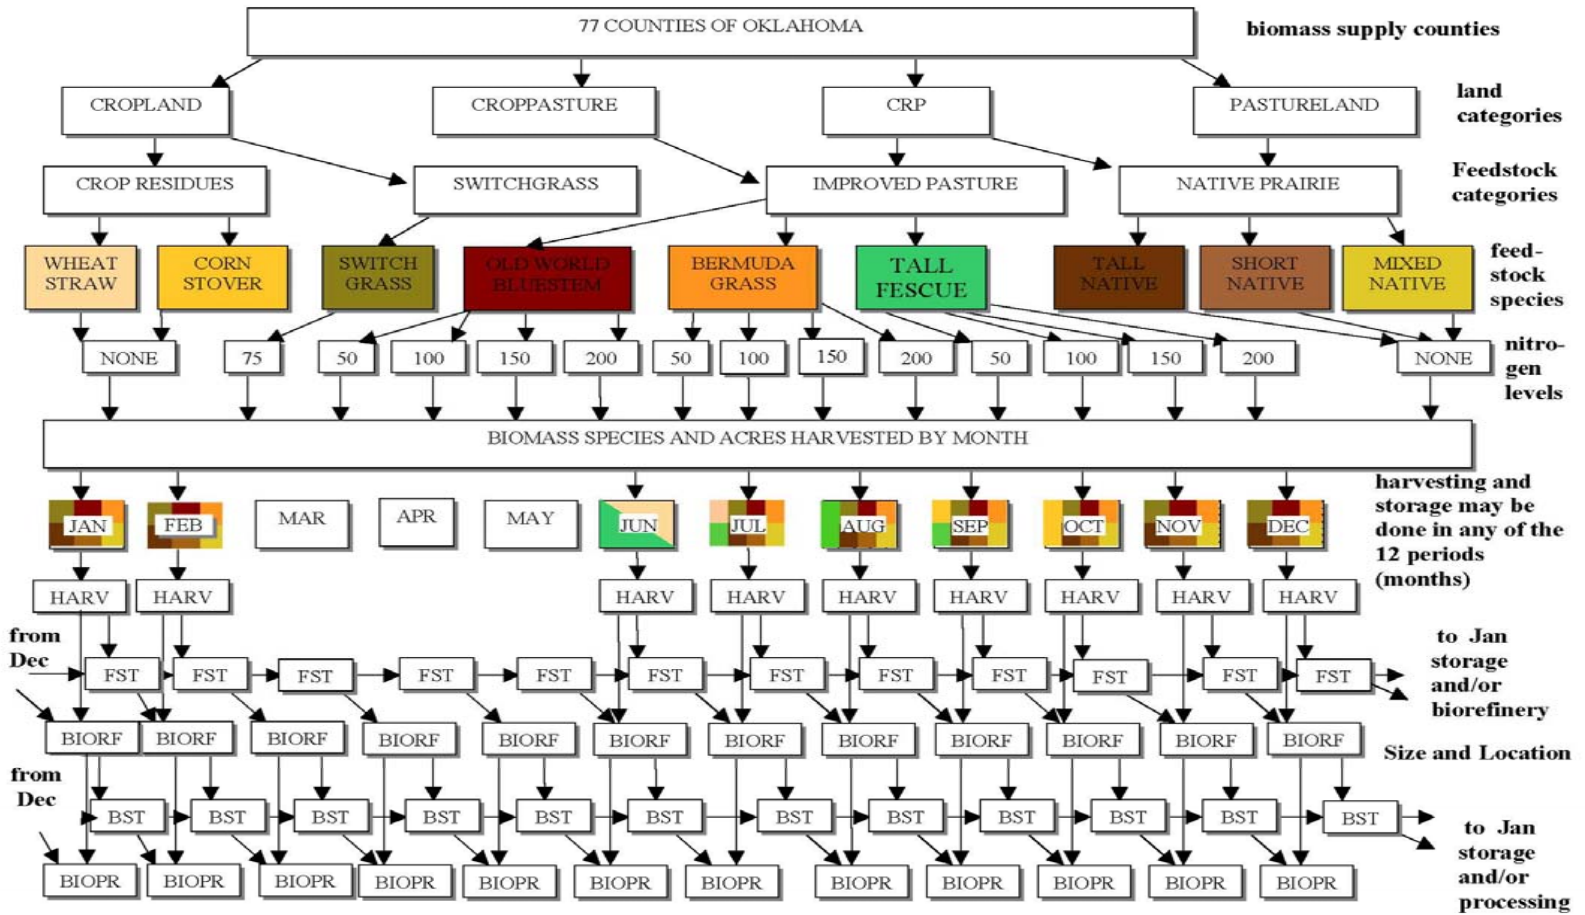 77 COUNTIES OF OKLAHOMA
biomass supply counties
CROPLAND
CROPPASTURE
CRP
PASTURELAND
land
categories
CROP RESIDUES
SWITCHGRASS
IMPROVED PASTURE
NATIVE PRAIRIE
Feedstock
categories
WHEAT
STRAW
CORN
STOVER
SWITCH
GRASS
OLD WORLD
BLUESTEM
BERMUDA
GRASS
TALL
FESCUE
TALL
NATIVE
SHORT
NATIVE
MIXED
NATIVE
feed-
stock
species
NONE
75
50
100
150
200
50
100
150
200
50
100
150
200
NONE
nitro-
gen
levels
BIOMASS SPECIES AND ACRES HARVESTED BY MONTH
JAN
FEB
MAR
APR
MAY
JUN
JUL
AUG
SEP
OCT
NOV
DEC
harvesting and
storage may be
done in any of the
12 periods
(months)
HARV
HARV
HARV
HARV
HARV
HARV
HARV
HARV
HARV
from
Dec
FST
FST
FST
FST
FST
FST
FST
FST
FST
FST
FST
FST
to Jan
storage
and/or
biorefinery
BIORF
BIORF
BIORF
BIORF
BIORF
BIORF
BIORF
BIORF
BIORF
BIORF
BIORF
BIORF
Size and Location
from
Dec
BST
BST
BST
BST
BST
BST
BST
BST
BST
BST
BST
BST
to Jan
storage
and/or
processing
BIOPR
BIOPR
BIOPR
BIOPR
BIOPR
BIOPR
BIOPR
BIOPR
BIOPR
BIOPR
BIOPR
BIOPR